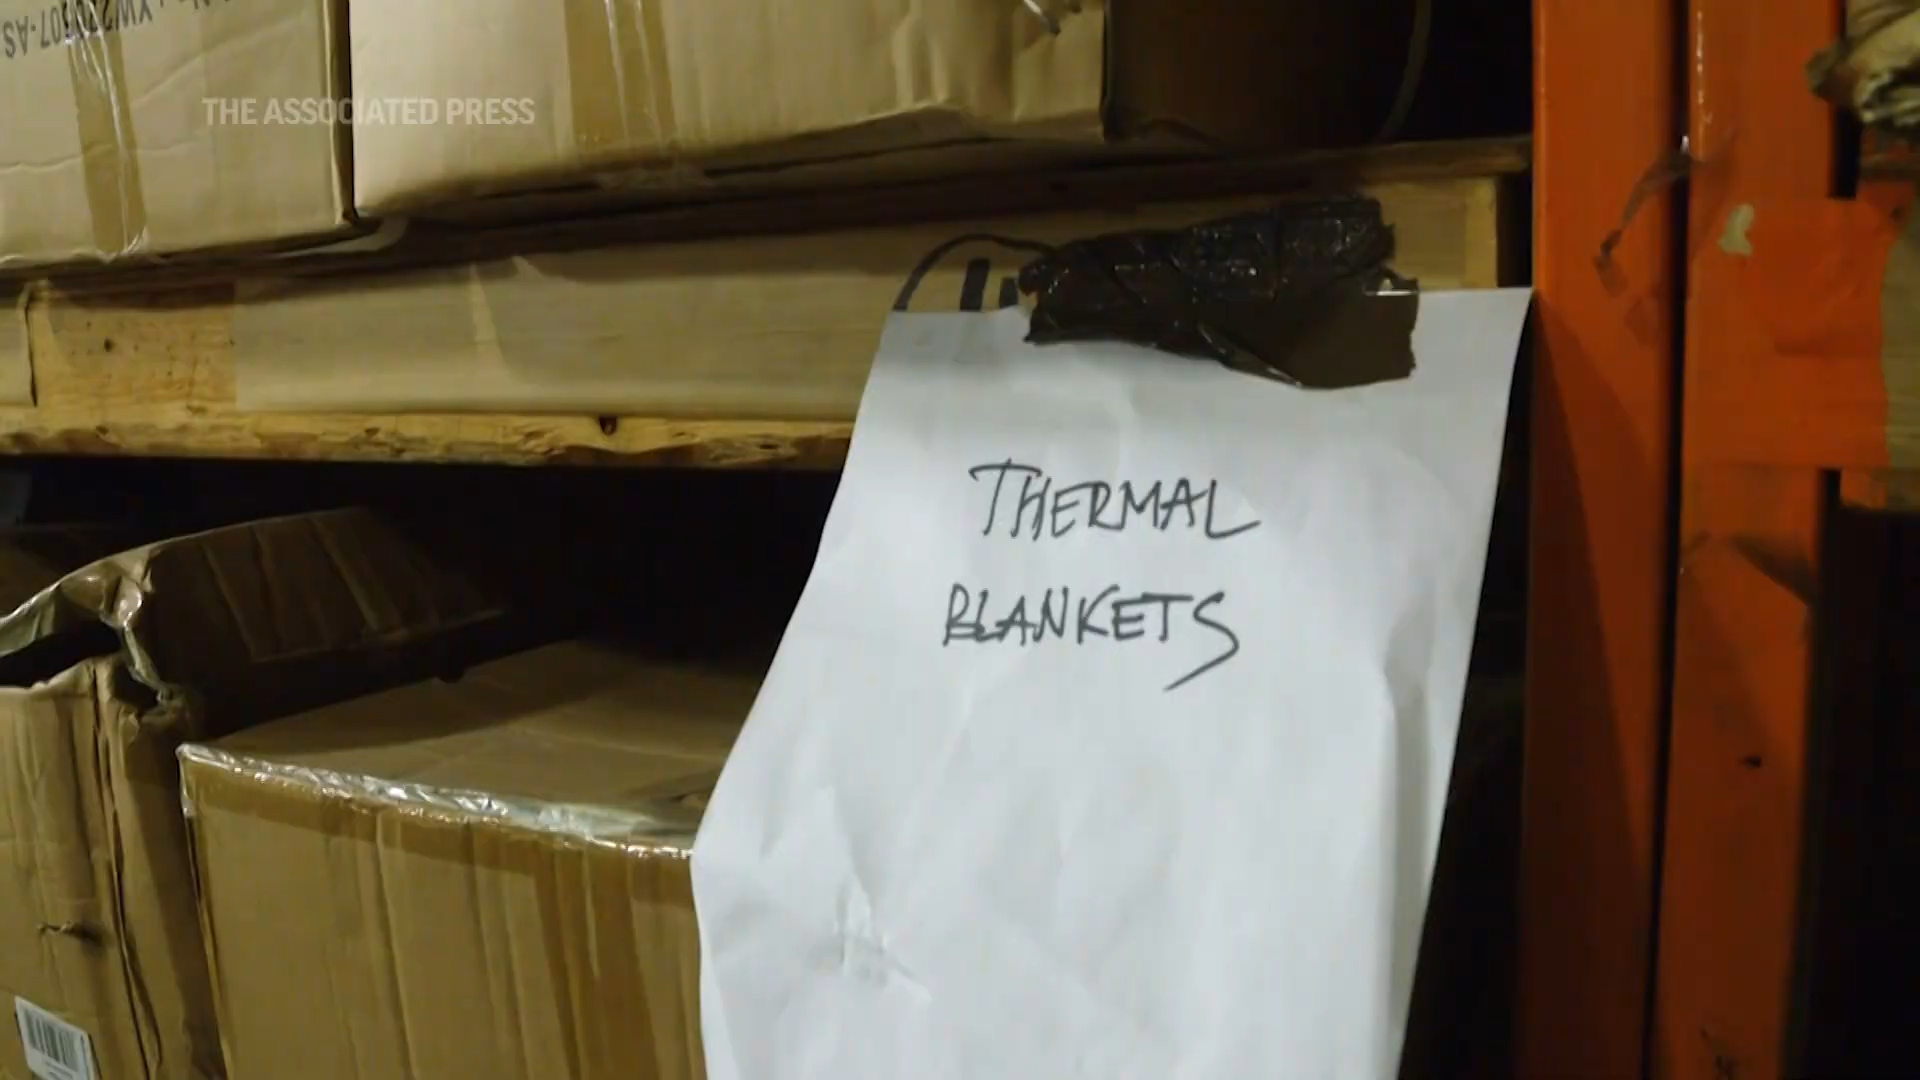 THE ASSOCIATED PRESS
THERMAL
BLANKETS